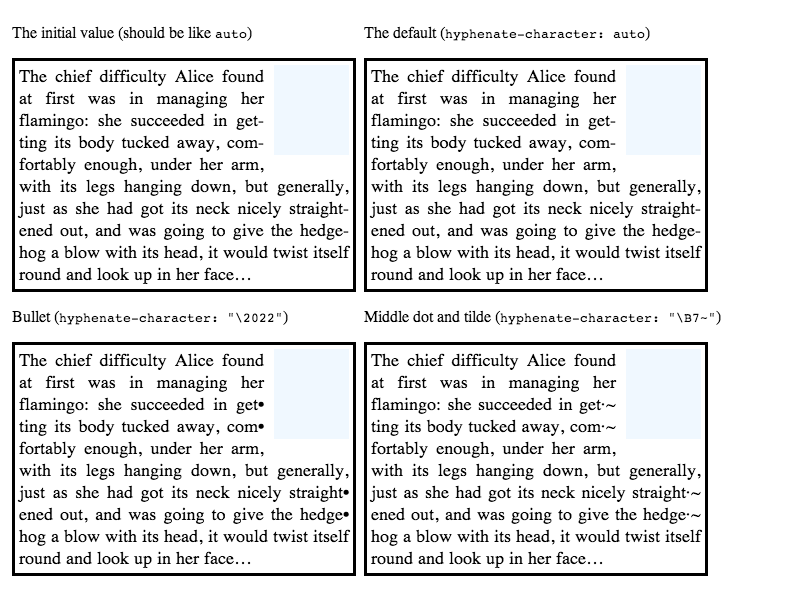 The initial value (should be like auto)
The chief difficulty Alice found
at first was in managing her
flamingo: she succeeded in get-
ting its body tucked away, com-
fortably enough, under her arm,
with its legs hanging down, but generally,
just as she had got its neck nicely straight-
ened out, and was going to give the hedge-
hog a blow with its head, it would twist itself
round and look up in her face…
The default (hyphenate-character: auto)
The chief difficulty Alice found
at first was in managing her
flamingo: she succeeded in get-
ting its body tucked away, com-
fortably enough, under her arm,
with its legs hanging down, but generally,
just as she had got its neck nicely straight-
ened out, and was going to give the hedge-
hog a blow with its head, it would twist itself
round and look up in her face…
Bullet (hyphenate-character: "\2022")
The chief difficulty Alice found
at first was in managing her
flamingo: she succeeded in get•
ting its body tucked away, com•
fortably enough, under her arm,
with its legs hanging down, but generally,
just as she had got its neck nicely straight•
ened out, and was going to give the hedge•
hog a blow with its head, it would twist itself
round and look up in her face…
Middle dot and tilde (hyphenate-character: "\B7~")
The chief difficulty Alice found
at first was in managing her
flamingo: she succeeded in get·~
ting its body tucked away, com·~
fortably enough, under her arm,
with its legs hanging down, but generally,
just as she had got its neck nicely straight·~
ened out, and was going to give the hedge·~
hog a blow with its head, it would twist itself
round and look up in her face…